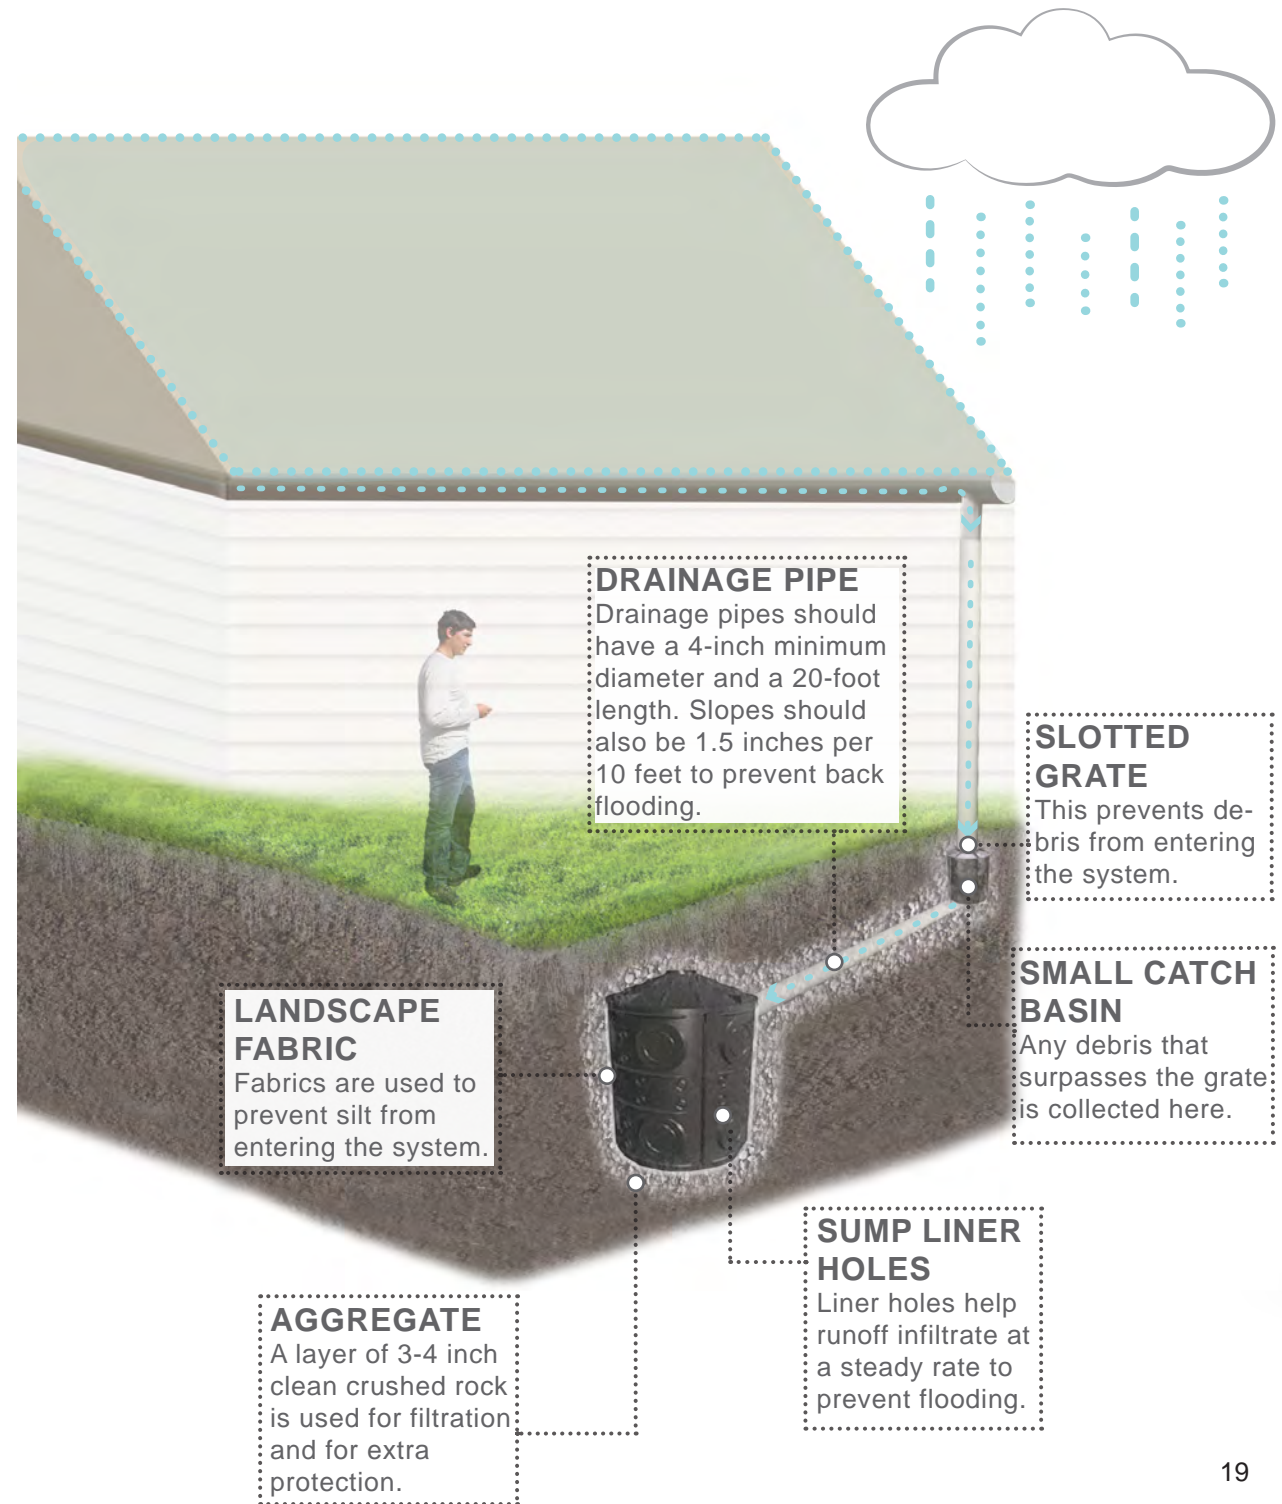 DRAINAGE PIPE
Drainage pipes should
have a 4-inch minimum
diameter and a 20-foot
length. Slopes should
also be 1.5 inches per
10 feet to prevent back
flooding.
SLOTTED
GRATE
This prevents de-
bris from entering
the system.
SMALL CATCH
BASIN
Any debris that
surpasses the grate
is collected here.
LANDSCAPE
FABRIC
Fabrics are used to
prevent silt from
entering the system.
SUMP LINER
HOLES
Liner holes help
runoff infiltrate at
a steady rate to
prevent flooding.
AGGREGATE
A layer of 3-4 inch
clean crushed rock
is used for filtration
and for extra
protection.
19